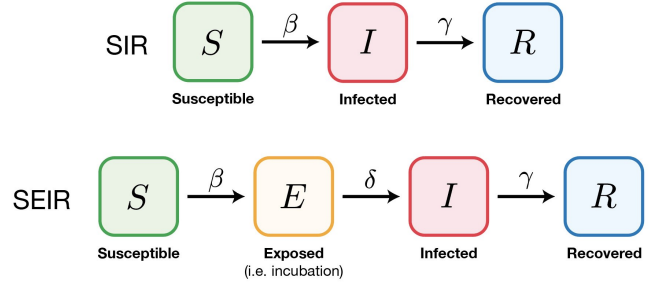 SIR S β I γ R
Susceptible Infected Recovered
SEIR S β E δ I γ R
Susceptible Exposed Infected Recovered
(i.e. incubation)